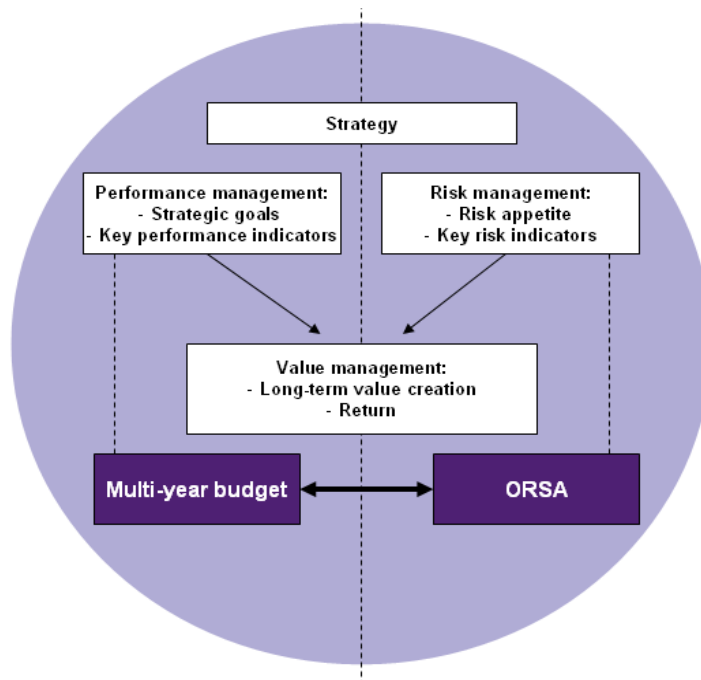 Strategy
Performance management:
- Strategic goals
- Key performance indicators
Risk management:
- Risk appetite
- Key risk indicators
Value management:
- Long-term value creation
- Return
Multi-year budget
ORSA